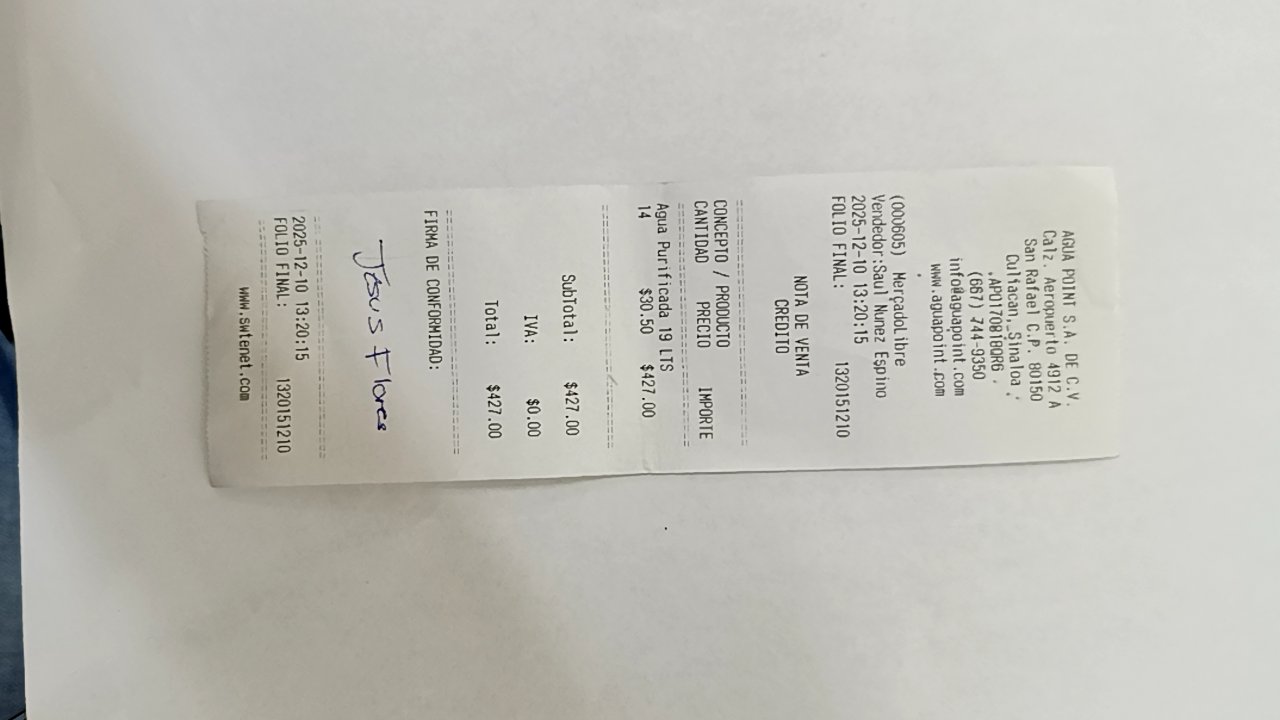 AGUA POINT S.A. DE C.V.
Calz. Aeropuerto 4912 A
San Rafael C.P. 80150
Culiacan, Sinaloa
APO170818QR6
(667) 744-9350
info@aguapoint.com
www.aguapoint.com
(000605) MercadoLibre
Vendedor:Saul Nunez Espino
2025-12-10 13:20:15
FOLIO FINAL: 1320151210
NOTA DE VENTA
CREDITO
CONCEPTO / PRODUCTO
CANTIDAD PRECIO IMPORTE
Agua Purificada 19 LTS
14 $30.50 $427.00
SubTotal: $427.00
IVA: $0.00
Total: $427.00
FIRMA DE CONFORMIDAD:
Jesus Flores
2025-12-10 13:20:15
FOLIO FINAL: 1320151210
www.swtenet.com